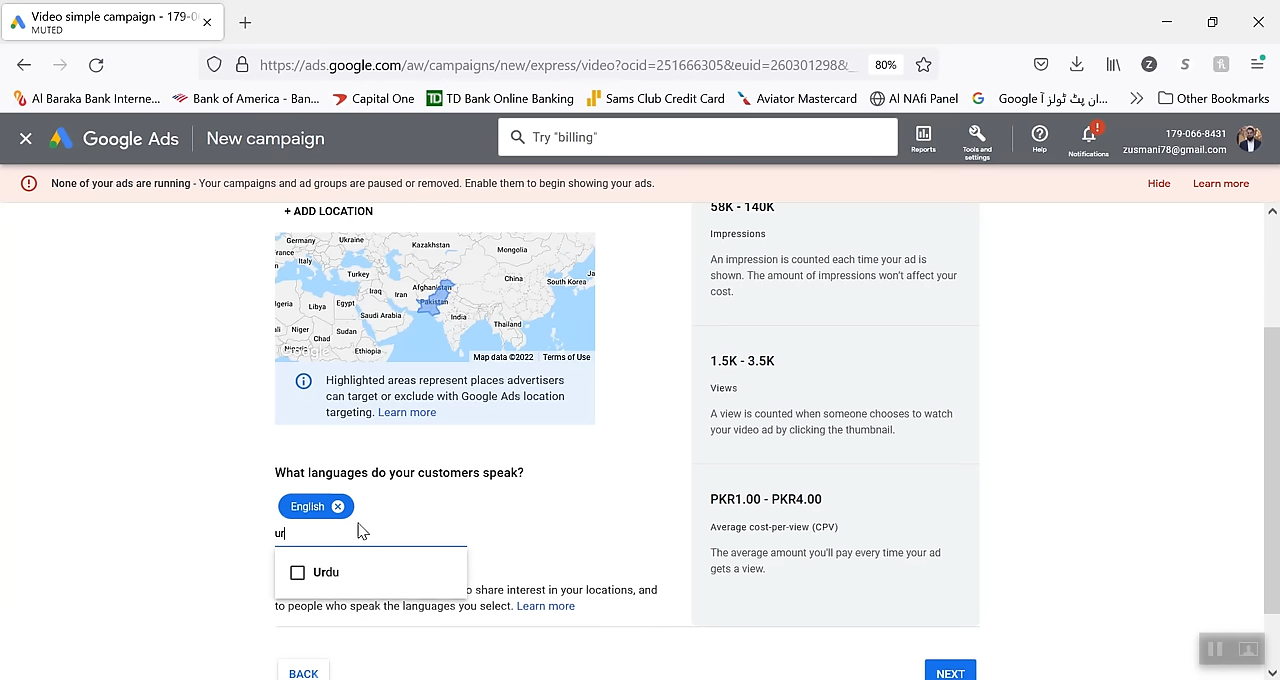 Video simple campaign - 179-0
MUTED
https://ads.google.com/aw/campaigns/new/express/video?ocid=251666305&euid=260301298&_
80%
Al Baraka Bank Interne...
Bank of America - Ban...
Capital One
TD Bank Online Banking
Sams Club Credit Card
Aviator Mastercard
Al NAfi Panel
Google ان پٹ ٹولز آ...
Other Bookmarks
Google Ads
New campaign
Try "billing"
Reports
Tools and
settings
Help
Notifications
179-066-8431
zusmani78@gmail.com
None of your ads are running - Your campaigns and ad groups are paused or removed. Enable them to begin showing your ads.
Hide
Learn more
+ ADD LOCATION
Germany
Ukraine
Kazakhstan
Mongolia
rance
Italy
Turkey
China
Ja
South Korea
Iraq
Iran
Afghanistan
Pakistan
lgeria
Libya
Egypt
Saudi Arabia
India
Niger
Chad
Sudan
Thailand
Ethiopia
Google
Map data ©2022
Terms of Use
Highlighted areas represent places advertisers
can target or exclude with Google Ads location
targeting. Learn more
What languages do your customers speak?
English
ur
Urdu
o share interest in your locations, and
to people who speak the languages you select. Learn more
BACK
NEXT
58K - 140K
Impressions
An impression is counted each time your ad is
shown. The amount of impressions won't affect your
cost.
1.5K - 3.5K
Views
A view is counted when someone chooses to watch
your video ad by clicking the thumbnail.
PKR1.00 - PKR4.00
Average cost-per-view (CPV)
The average amount you'll pay every time your ad
gets a view.